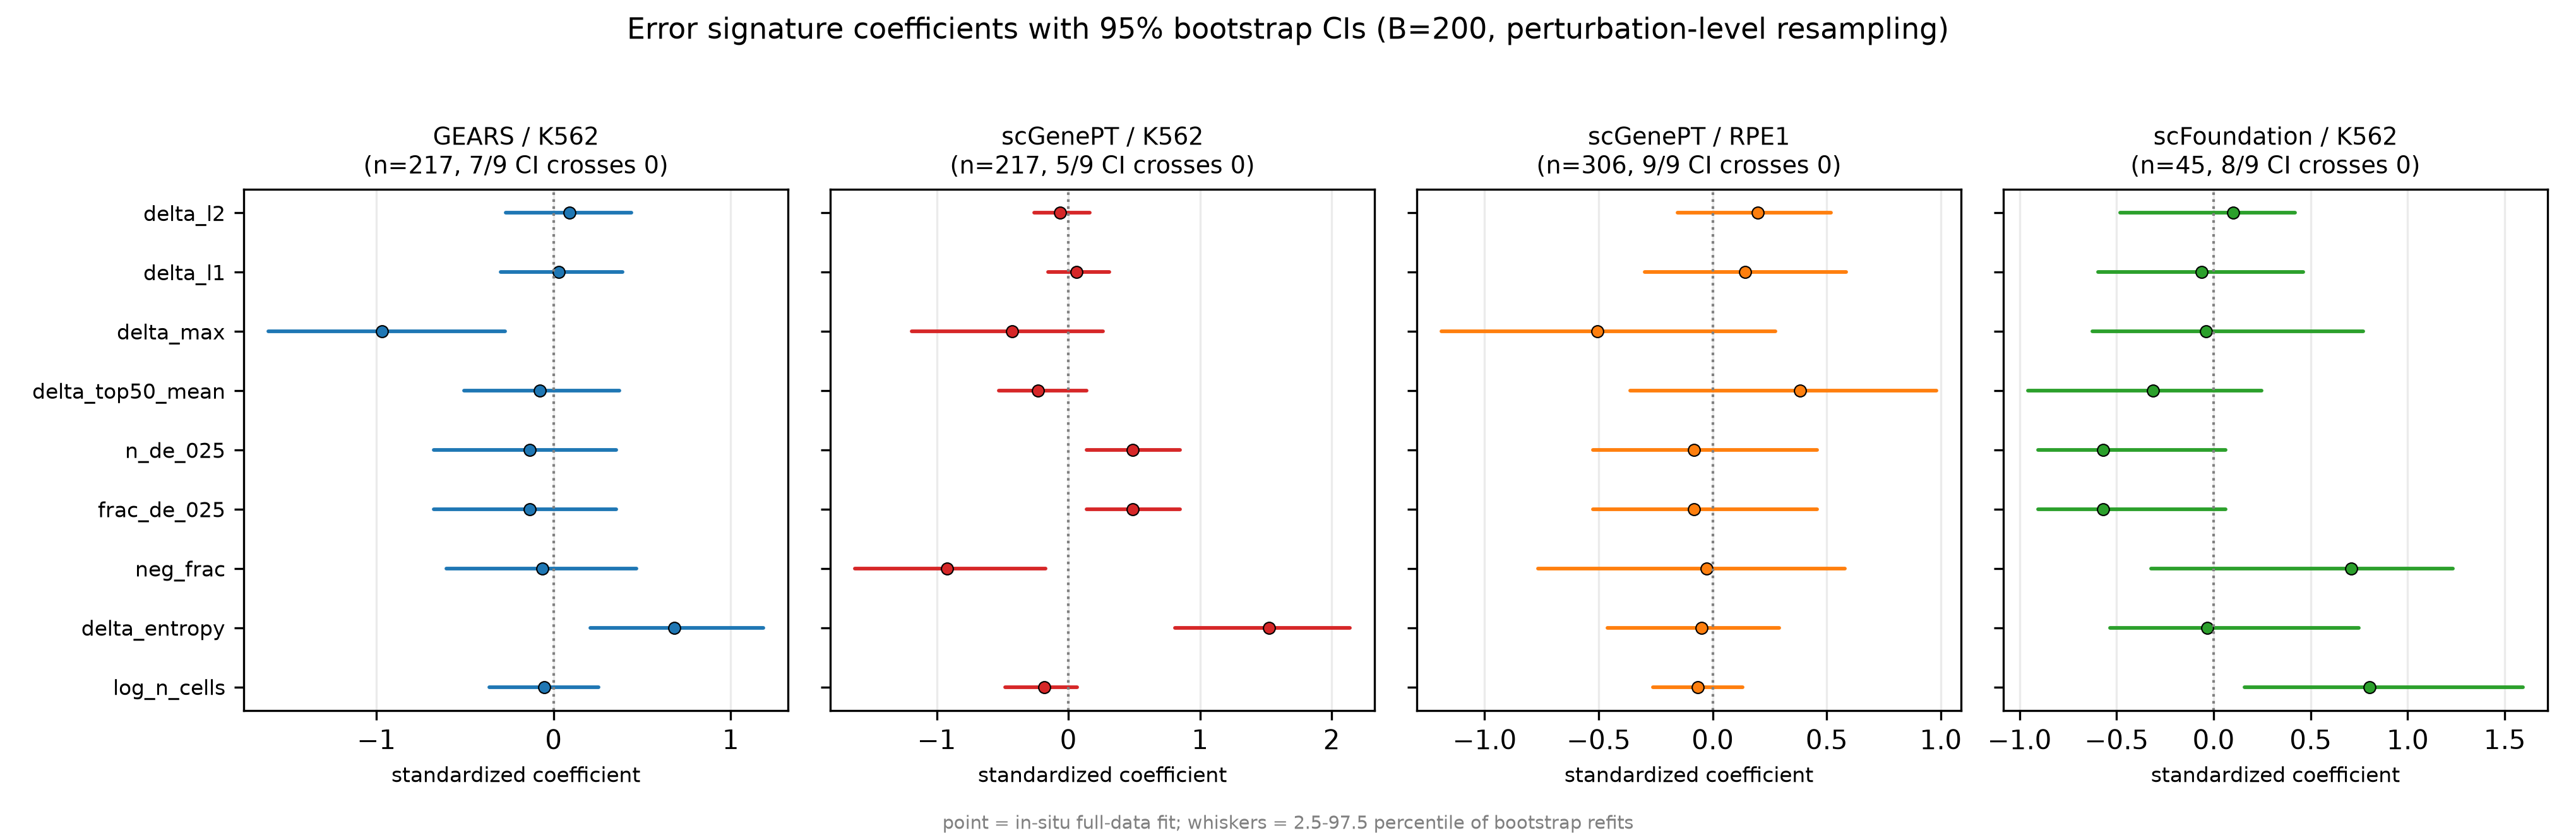 Error signature coefficients with 95% bootstrap CIs (B=200, perturbation-level resampling)
GEARS / K562
(n=217, 7/9 CI crosses 0)
scGenePT / K562
(n=217, 5/9 CI crosses 0)
scGenePT / RPE1
(n=306, 9/9 CI crosses 0)
scFoundation / K562
(n=45, 8/9 CI crosses 0)
delta_l2
delta_l1
delta_max
delta_top50_mean
n_de_025
frac_de_025
neg_frac
delta_entropy
log_n_cells
−1 0 1
−1 0 1 2
−1.0 −0.5 0.0 0.5 1.0
−1.0 −0.5 0.0 0.5 1.0 1.5
standardized coefficient
standardized coefficient
standardized coefficient
standardized coefficient
point = in-situ full-data fit; whiskers = 2.5-97.5 percentile of bootstrap refits